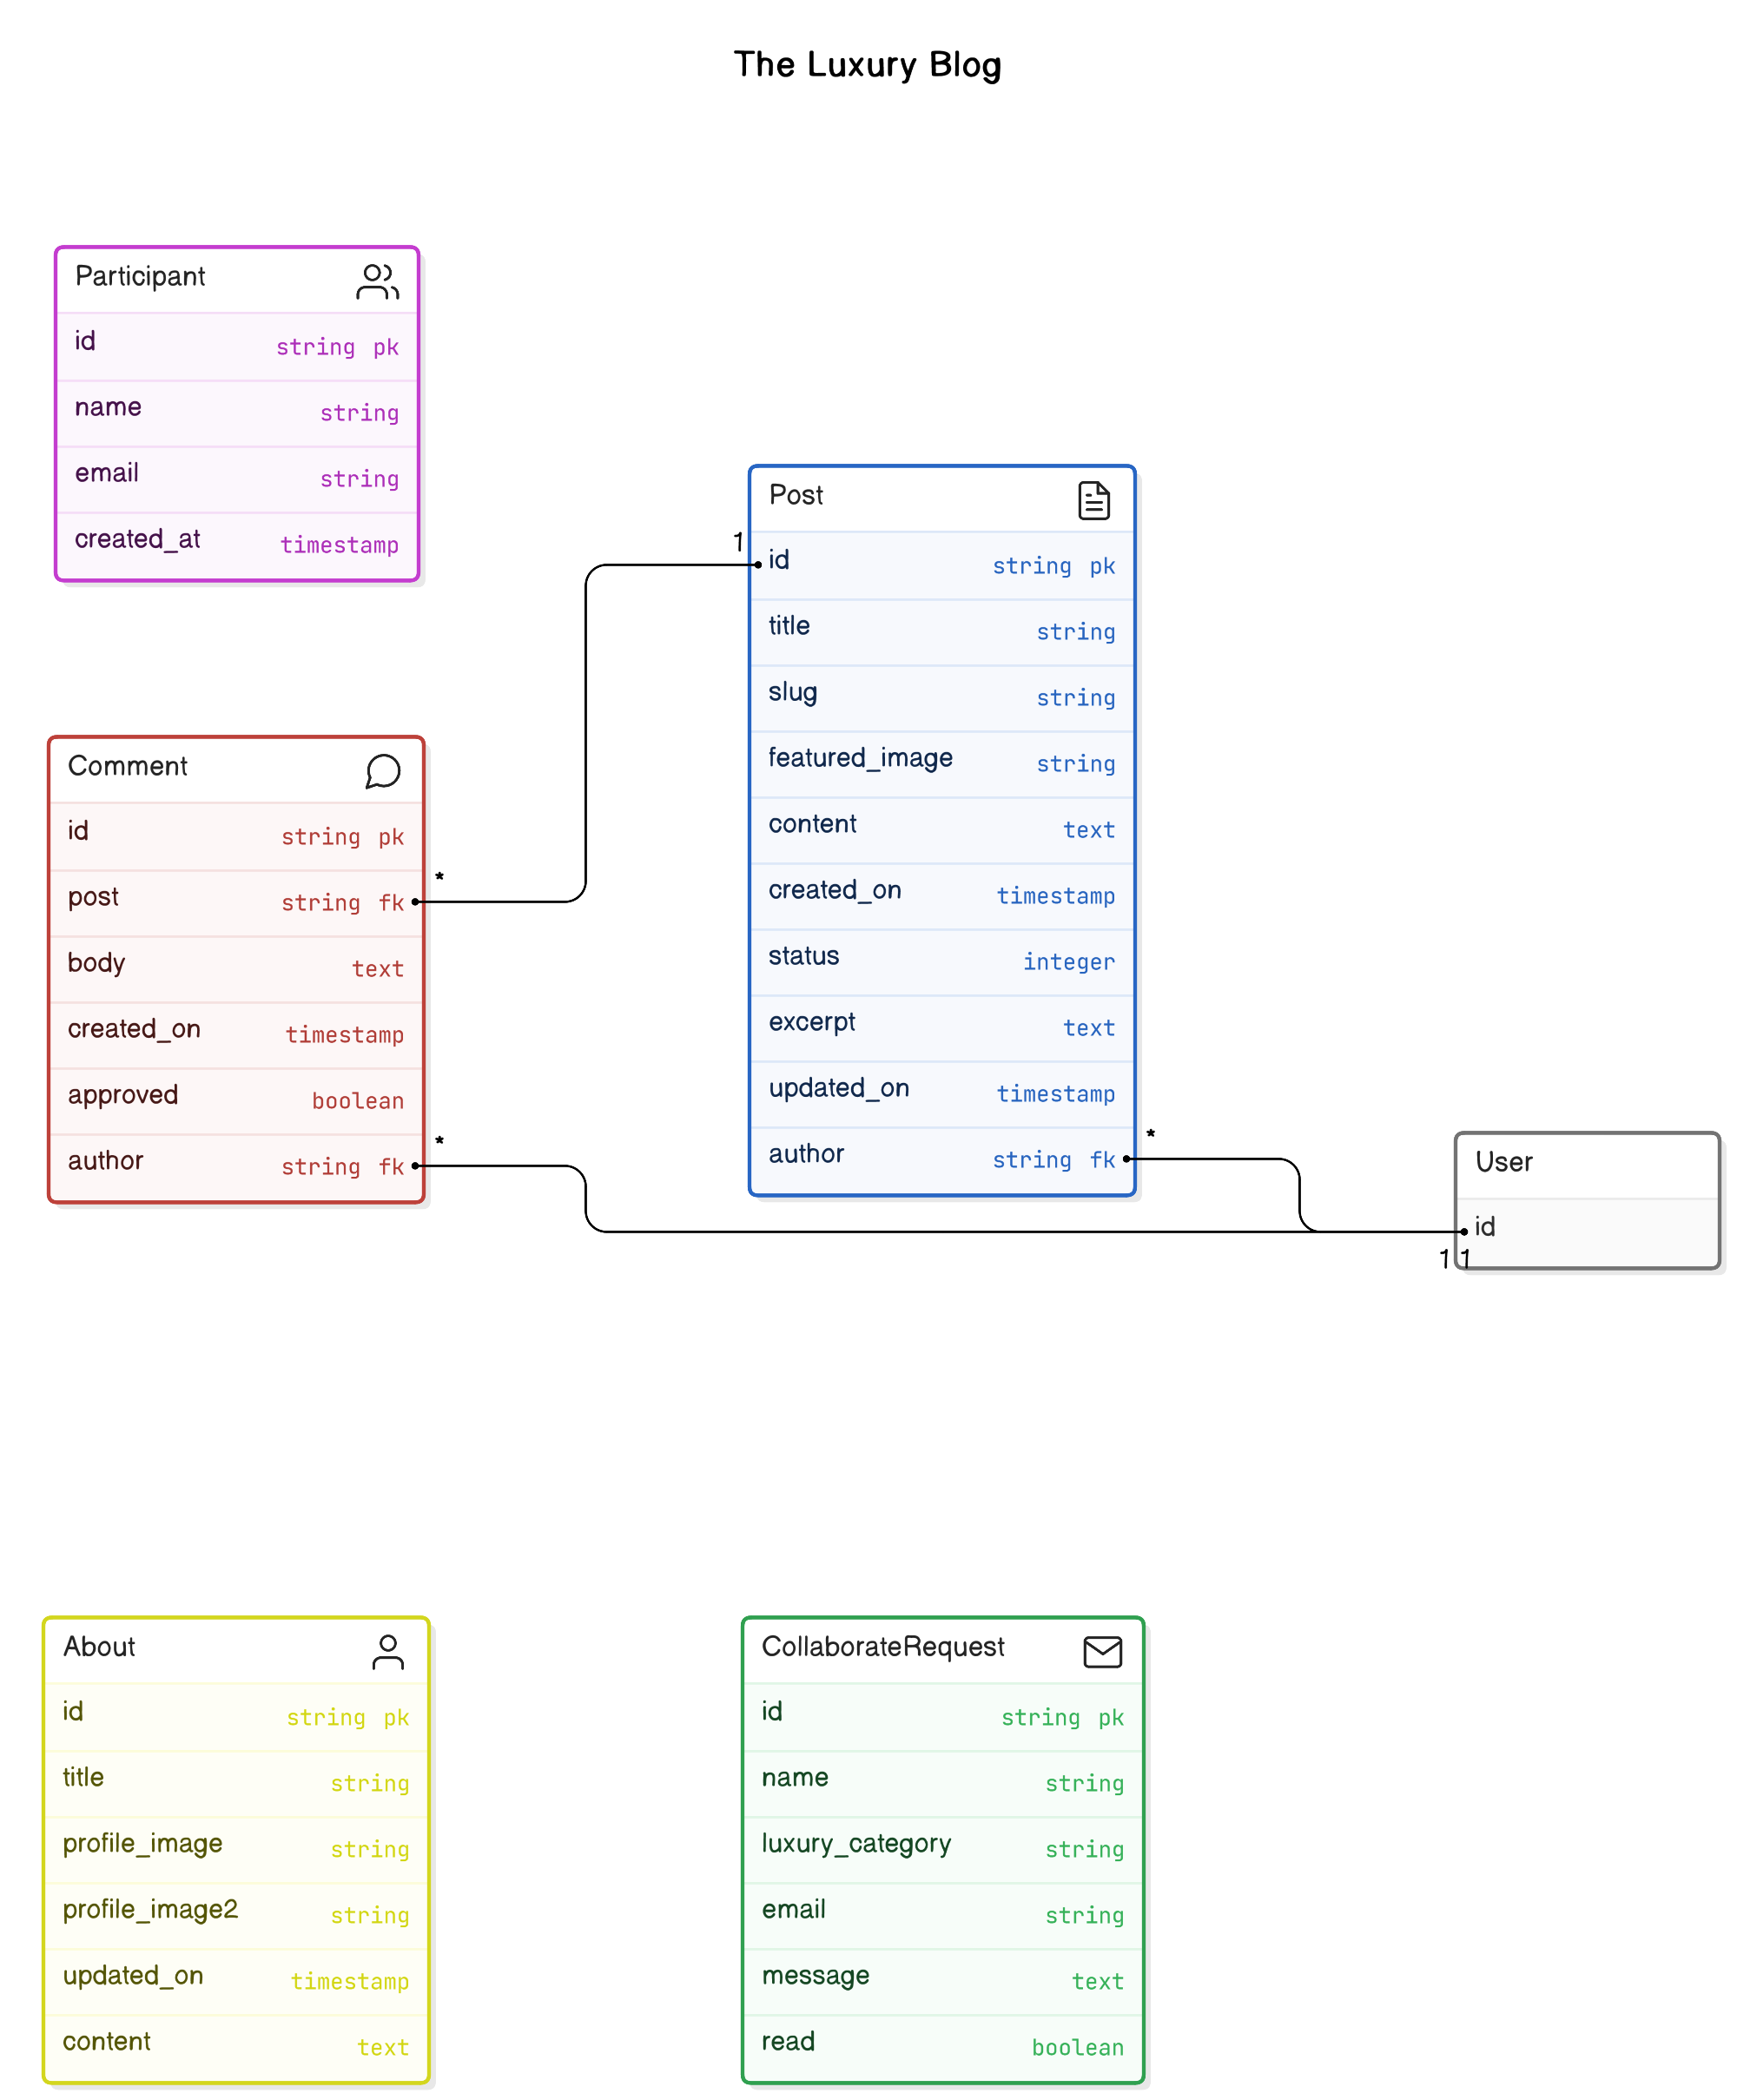 The Luxury Blog
Participant
id string pk
name string
email string
created_at timestamp
Post
1
id string pk
title string
slug string
featured_image string
content text
created_on timestamp
status integer
excerpt text
updated_on timestamp
*
author string fk
Comment
id string pk
*
post string fk
body text
created_on timestamp
approved boolean
*
author string fk
User
id
1 1
About
id string pk
title string
profile_image string
profile_image2 string
updated_on timestamp
content text
CollaborateRequest
id string pk
name string
luxury_category string
email string
message text
read boolean